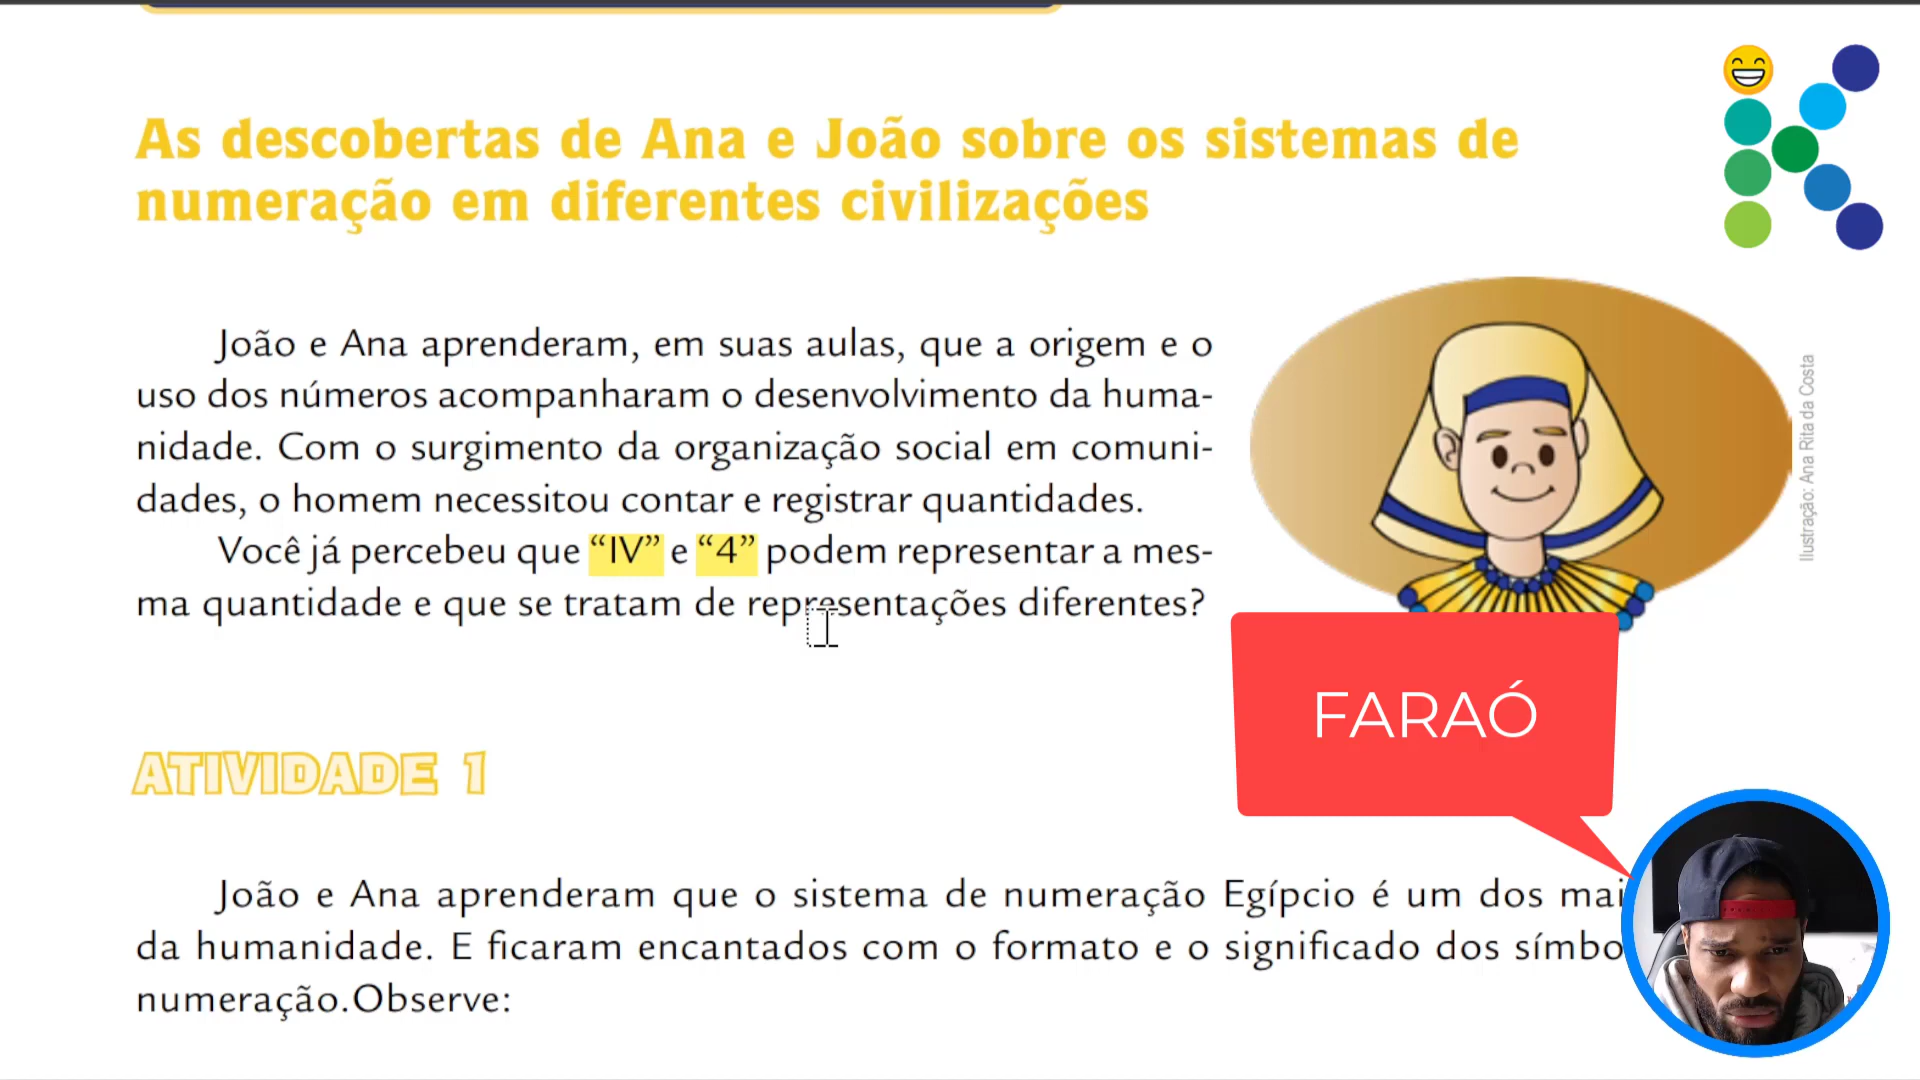 As descobertas de Ana e João sobre os sistemas de
numeração em diferentes civilizações
João e Ana aprenderam, em suas aulas, que a origem e o
uso dos números acompanharam o desenvolvimento da huma-
nidade. Com o surgimento da organização social em comuni-
dades, o homem necessitou contar e registrar quantidades.
Você já percebeu que “IV” e “4” podem representar a mes-
ma quantidade e que se tratam de representações diferentes?
Ilustração: Ana Rita da Costa
FARAÓ
ATIVIDADE 1
João e Ana aprenderam que o sistema de numeração Egípcio é um dos mai
da humanidade. E ficaram encantados com o formato e o significado dos símbo
numeração.Observe: